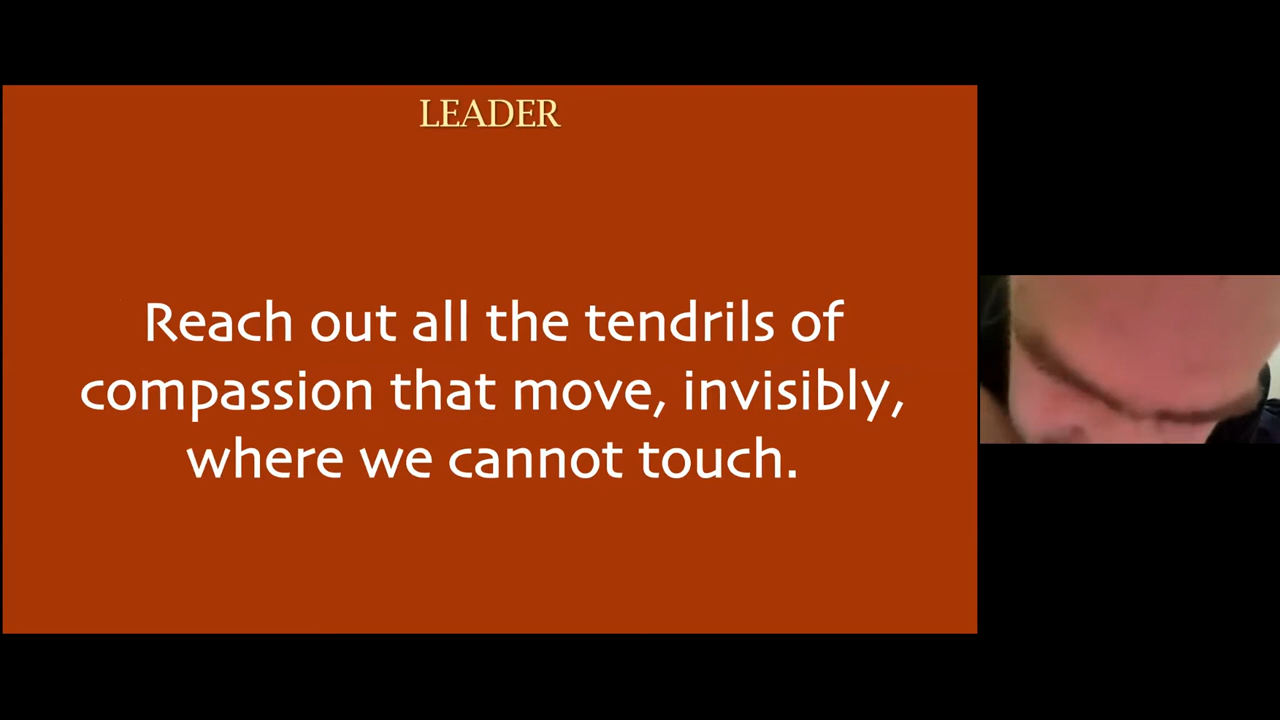 LEADER
Reach out all the tendrils of
compassion that move, invisibly,
where we cannot touch.